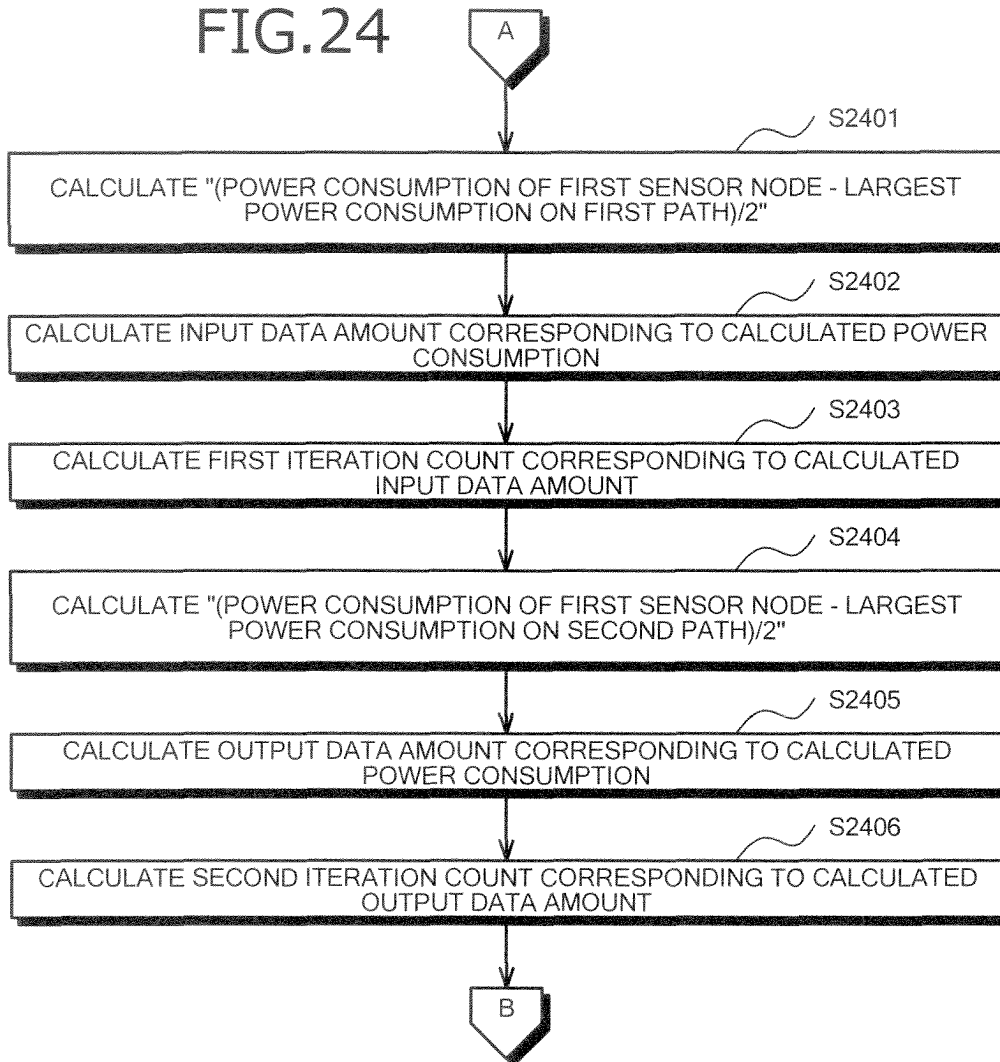 FIG.24
A
S2401
CALCULATE "(POWER CONSUMPTION OF FIRST SENSOR NODE - LARGEST
POWER CONSUMPTION ON FIRST PATH)/2"
S2402
CALCULATE INPUT DATA AMOUNT CORRESPONDING TO CALCULATED POWER
CONSUMPTION
S2403
CALCULATE FIRST ITERATION COUNT CORRESPONDING TO CALCULATED
INPUT DATA AMOUNT
S2404
CALCULATE "(POWER CONSUMPTION OF FIRST SENSOR NODE - LARGEST
POWER CONSUMPTION ON SECOND PATH)/2"
S2405
CALCULATE OUTPUT DATA AMOUNT CORRESPONDING TO CALCULATED
POWER CONSUMPTION
S2406
CALCULATE SECOND ITERATION COUNT CORRESPONDING TO CALCULATED
OUTPUT DATA AMOUNT
B